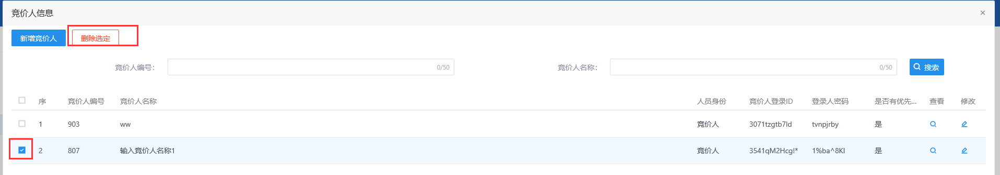 竞价人信息
新增竞价人 删除选定
竞价人编号: 0/50 竞价人名称: 0/50 搜索
序 竞价人编号 竞价人名称 人员身份 竞价人登录ID 登录人密码 是否有优先... 查看 修改
1 903 ww 竞价人 3071tzgtb7ld tvnpjrby 是
2 807 输入竞价人名称1 竞价人 3541qM2Hcg!* 1%ba^8KI 是